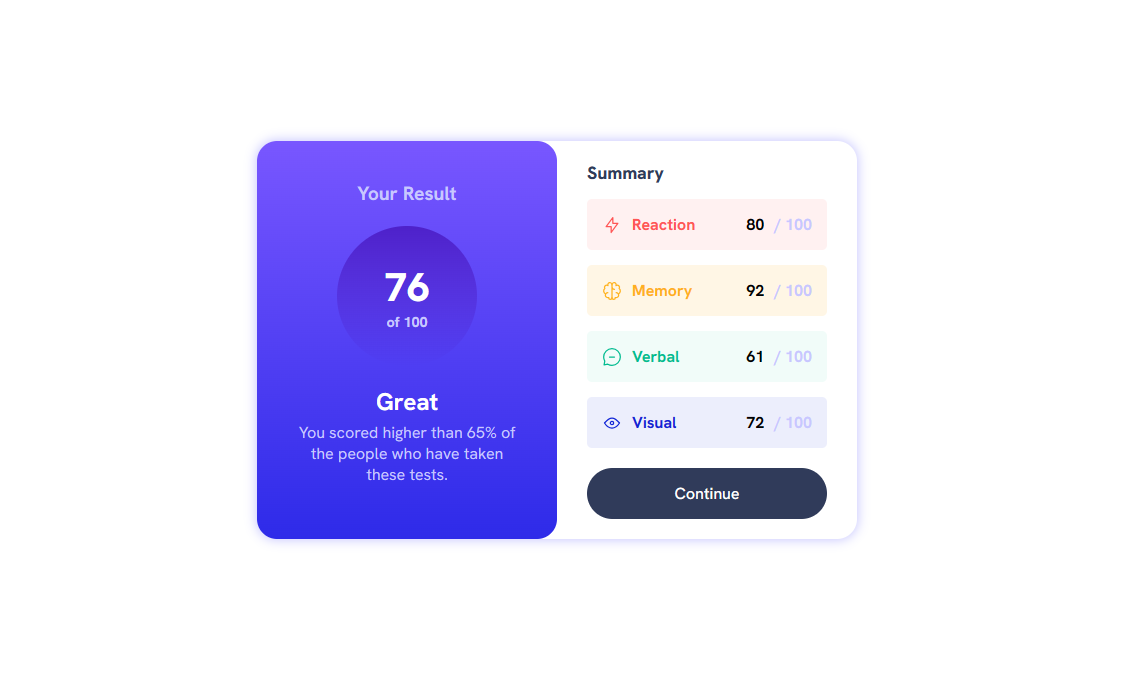 Your Result
76
of 100
Great
You scored higher than 65% of
the people who have taken
these tests.
Summary
Reaction 80 / 100
Memory 92 / 100
Verbal 61 / 100
Visual 72 / 100
Continue